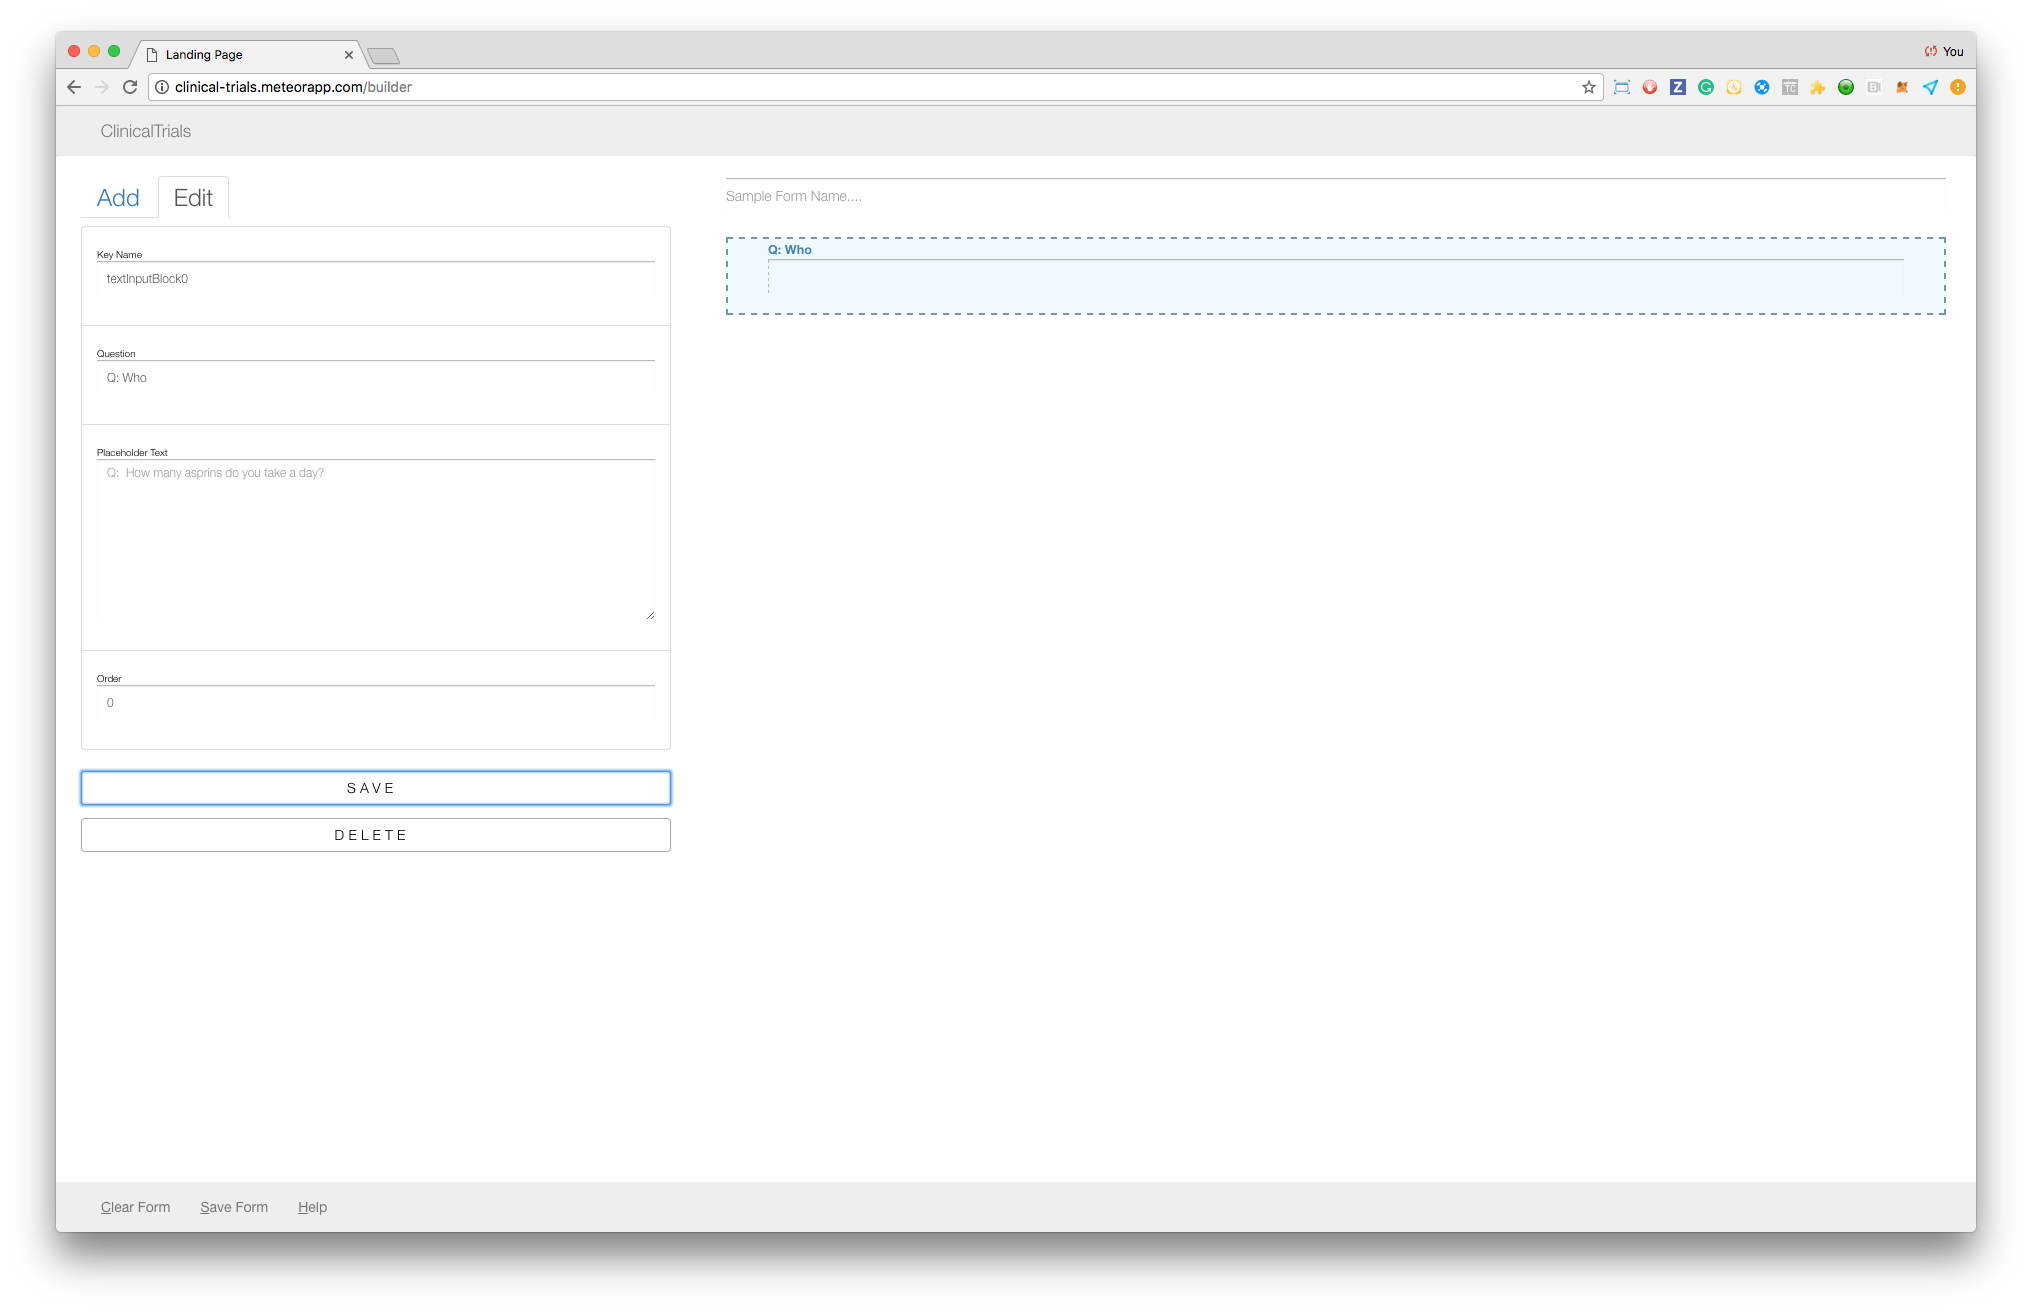 Landing Page
You
clinical-trials.meteorapp.com/builder
ClinicalTrials
Add
Edit
Key Name
textInputBlock0
Question
Q: Who
Placeholder Text
Q: How many asprins do you take a day?
Order
0
SAVE
DELETE
Sample Form Name....
Q: Who
Clear Form
Save Form
Help